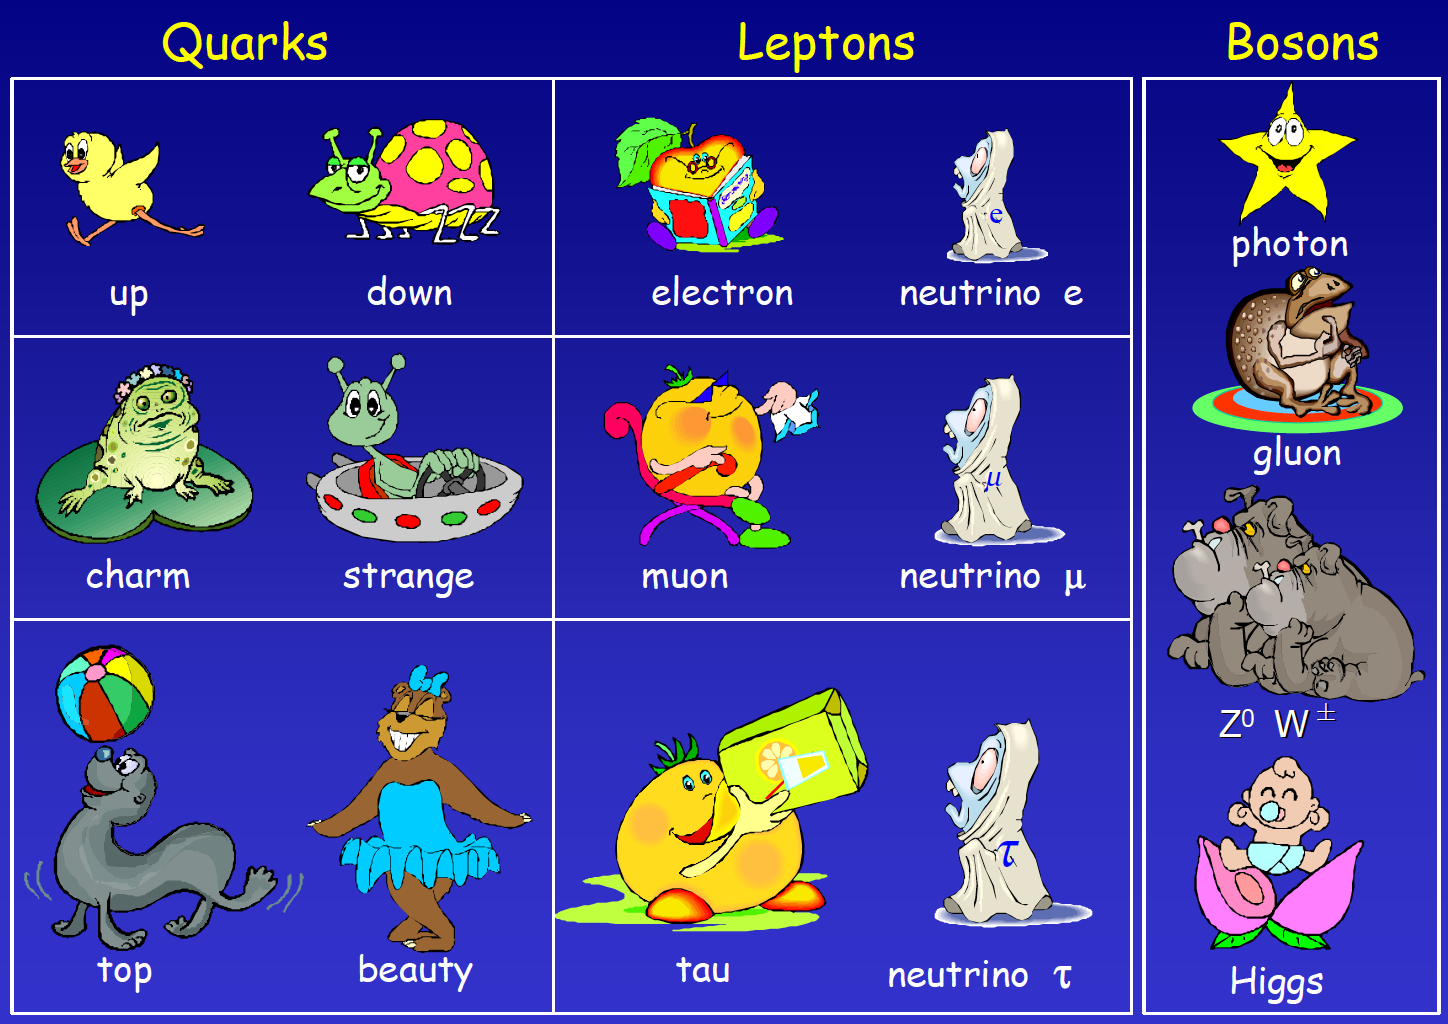 Quarks
Leptons
Bosons
up
down
electron
e
neutrino e
photon
gluon
charm
strange
muon
μ
neutrino μ
Z⁰ W ±
top
beauty
tau
τ
neutrino τ
Higgs